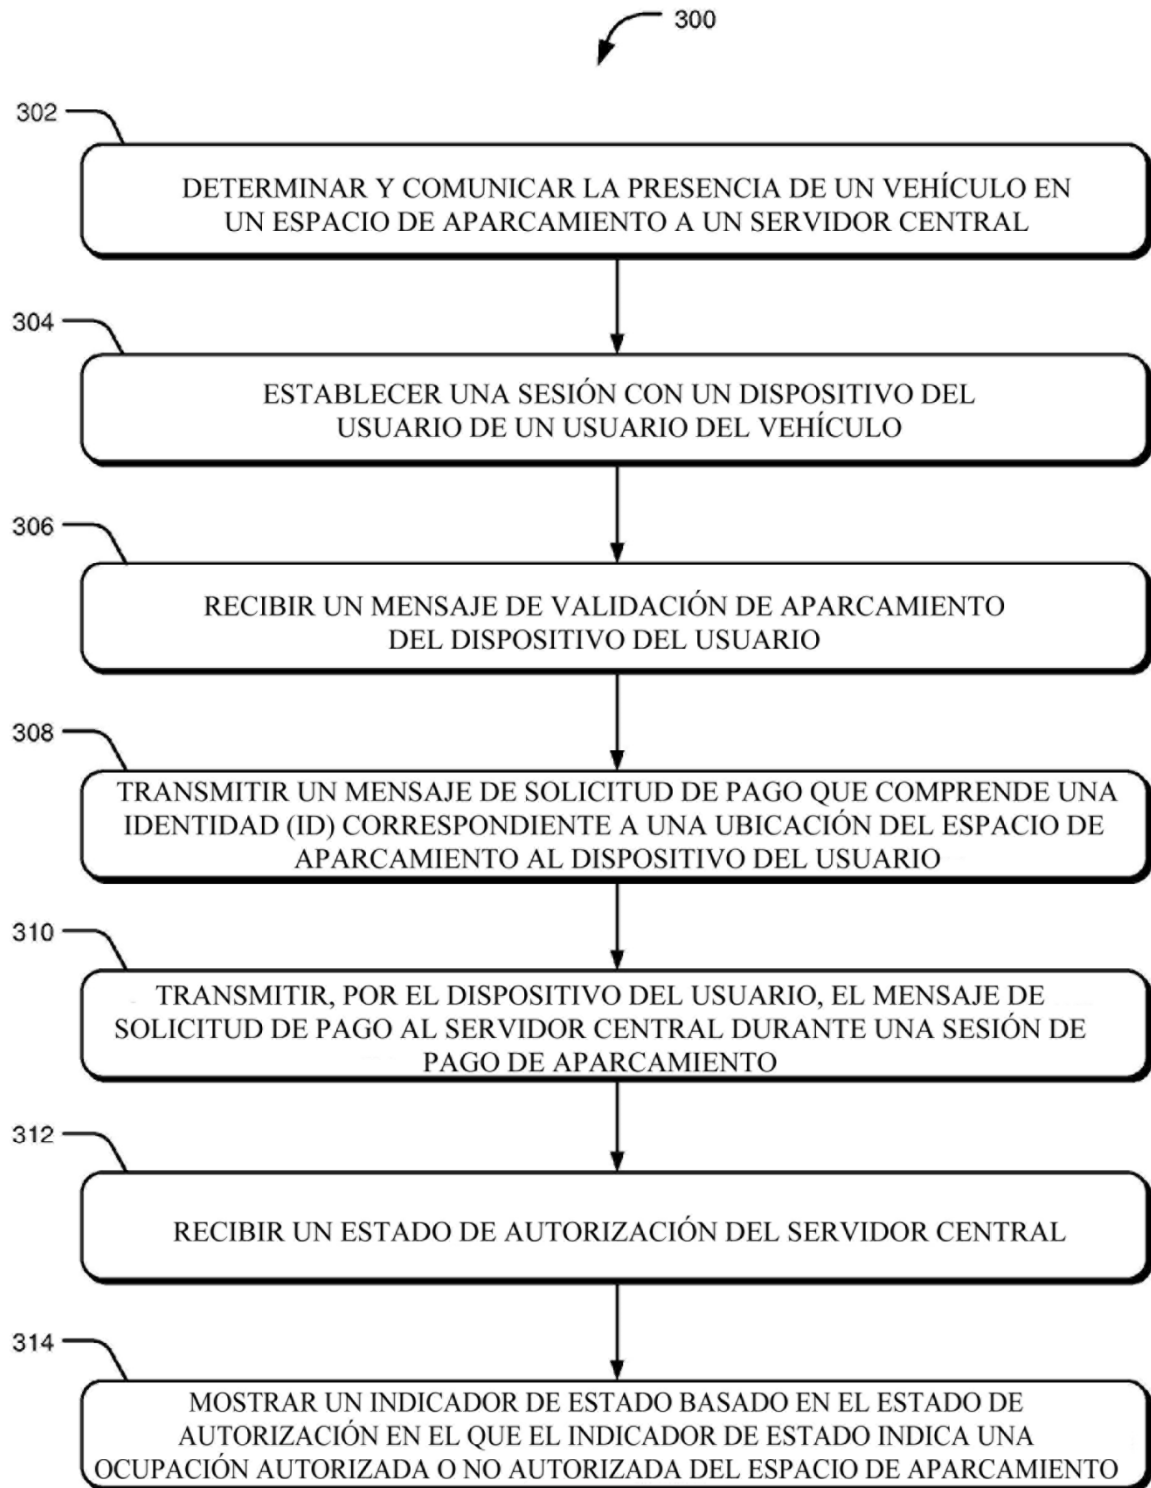 300
302
DETERMINAR Y COMUNICAR LA PRESENCIA DE UN VEHÍCULO EN
UN ESPACIO DE APARCAMIENTO A UN SERVIDOR CENTRAL
304
ESTABLECER UNA SESIÓN CON UN DISPOSITIVO DEL
USUARIO DE UN USUARIO DEL VEHÍCULO
306
RECIBIR UN MENSAJE DE VALIDACIÓN DE APARCAMIENTO
DEL DISPOSITIVO DEL USUARIO
308
TRANSMITIR UN MENSAJE DE SOLICITUD DE PAGO QUE COMPRENDE UNA
IDENTIDAD (ID) CORRESPONDIENTE A UNA UBICACIÓN DEL ESPACIO DE
APARCAMIENTO AL DISPOSITIVO DEL USUARIO
310
TRANSMITIR, POR EL DISPOSITIVO DEL USUARIO, EL MENSAJE DE
SOLICITUD DE PAGO AL SERVIDOR CENTRAL DURANTE UNA SESIÓN DE
PAGO DE APARCAMIENTO
312
RECIBIR UN ESTADO DE AUTORIZACIÓN DEL SERVIDOR CENTRAL
314
MOSTRAR UN INDICADOR DE ESTADO BASADO EN EL ESTADO DE
AUTORIZACIÓN EN EL QUE EL INDICADOR DE ESTADO INDICA UNA
OCUPACIÓN AUTORIZADA O NO AUTORIZADA DEL ESPACIO DE APARCAMIENTO